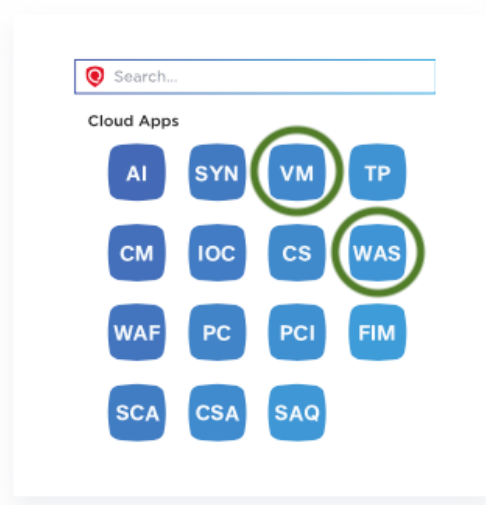 Search...
Cloud Apps
AI SYN VM TP
CM IOC CS WAS
WAF PC PCI FIM
SCA CSA SAQ